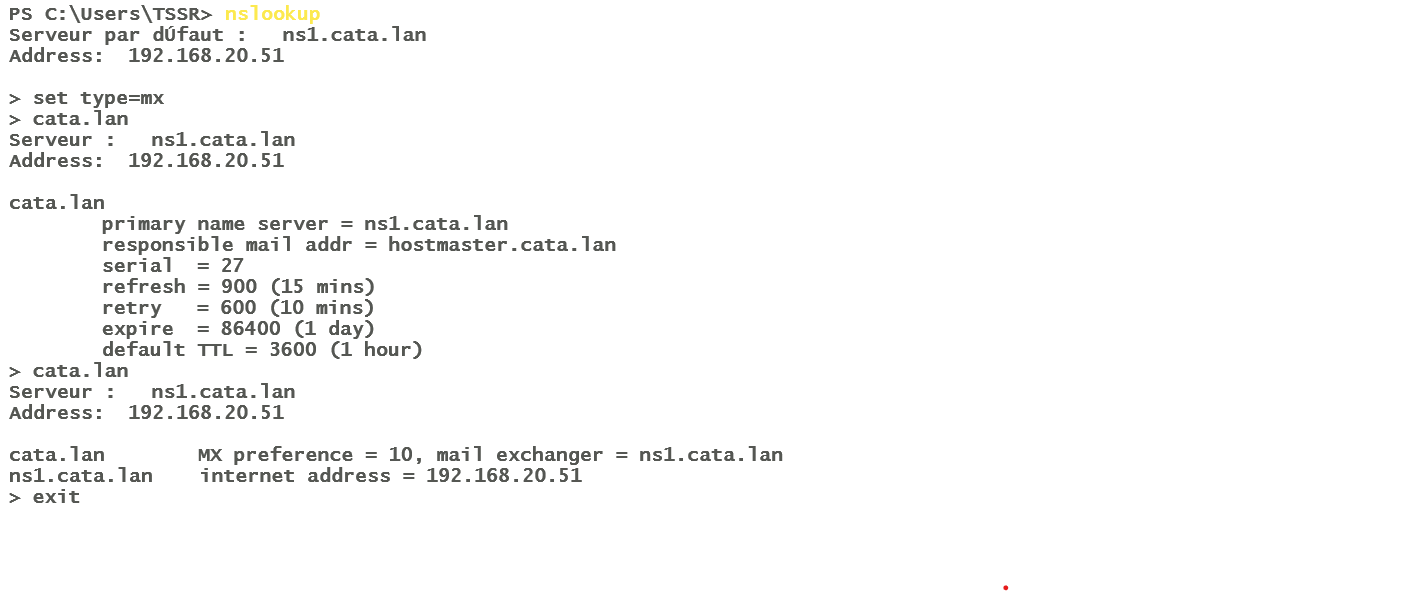 PS C:\Users\TSSR> nslookup
Serveur par dÚfaut :   ns1.cata.lan
Address:  192.168.20.51
> set type=mx
> cata.lan
Serveur :   ns1.cata.lan
Address:  192.168.20.51
cata.lan
        primary name server = ns1.cata.lan
        responsible mail addr = hostmaster.cata.lan
        serial  = 27
        refresh = 900 (15 mins)
        retry   = 600 (10 mins)
        expire  = 86400 (1 day)
        default TTL = 3600 (1 hour)
> cata.lan
Serveur :   ns1.cata.lan
Address:  192.168.20.51
cata.lan        MX preference = 10, mail exchanger = ns1.cata.lan
ns1.cata.lan    internet address = 192.168.20.51
> exit